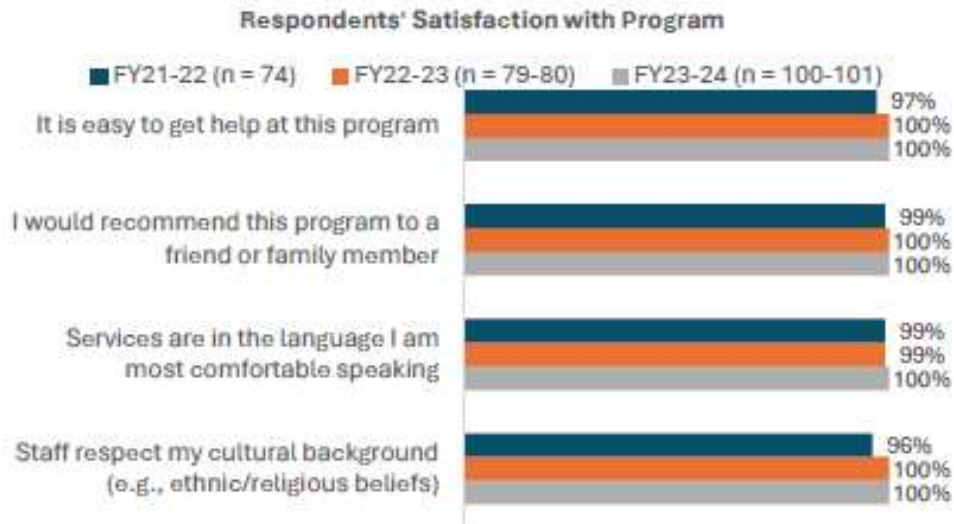 Respondents' Satisfaction with Program
FY21-22 (n = 74) FY22-23 (n = 79-80) FY23-24 (n = 100-101)
It is easy to get help at this program
97%
100%
100%
I would recommend this program to a
friend or family member
99%
100%
100%
Services are in the language I am
most comfortable speaking
99%
99%
100%
Staff respect my cultural background
(e.g., ethnic/religious beliefs)
96%
100%
100%